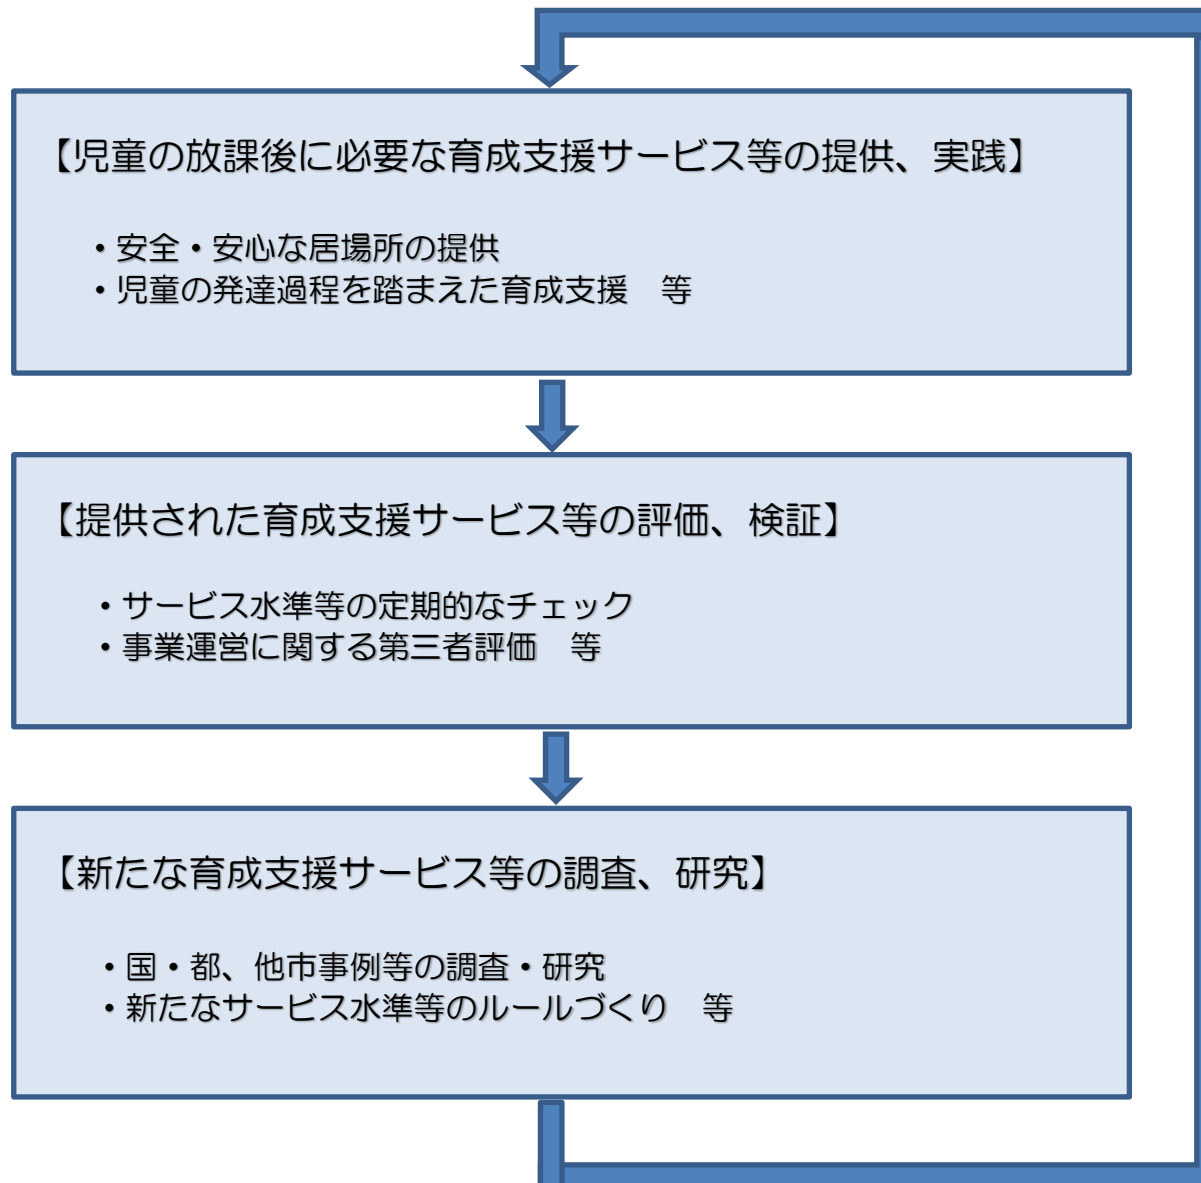 【児童の放課後に必要な育成支援サービス等の提供、実践】
・安全・安心な居場所の提供
・児童の発達過程を踏まえた育成支援　等
【提供された育成支援サービス等の評価、検証】
・サービス水準等の定期的なチェック
・事業運営に関する第三者評価　等
【新たな育成支援サービス等の調査、研究】
・国・都、他市事例等の調査・研究
・新たなサービス水準等のルールづくり　等